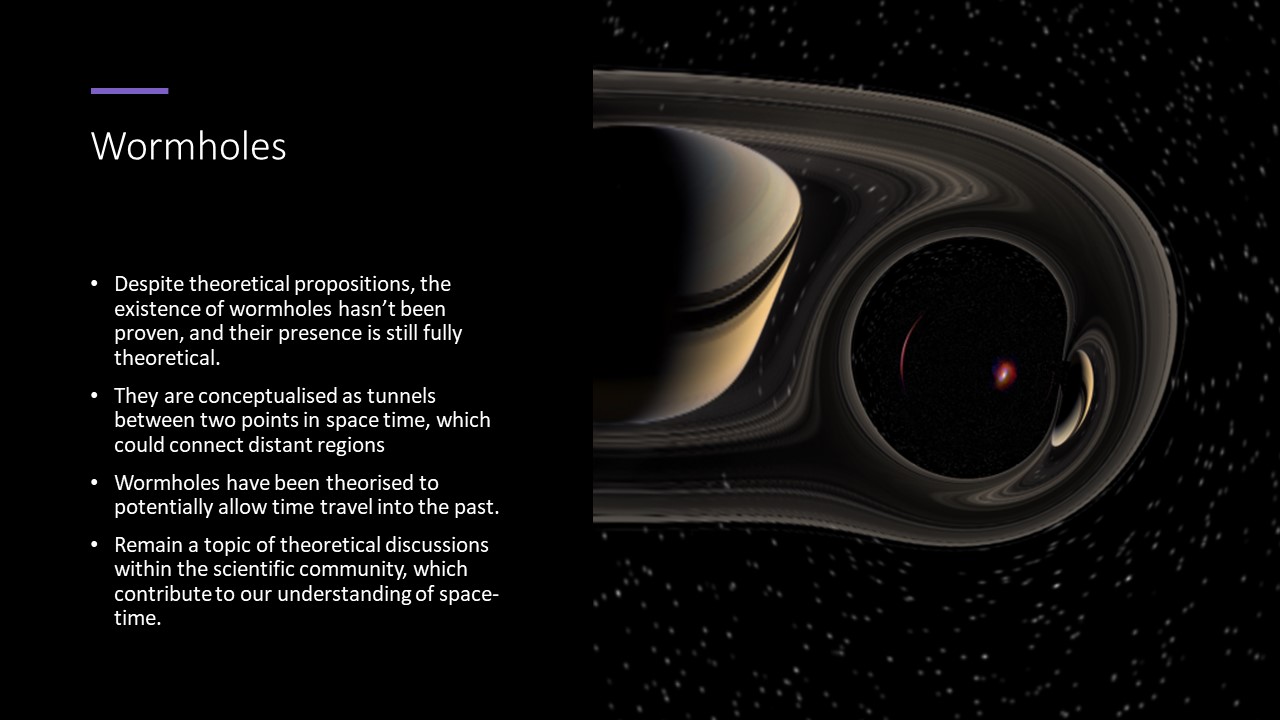 Wormholes
• Despite theoretical propositions, the
existence of wormholes hasn’t been
proven, and their presence is still fully
theoretical.
• They are conceptualised as tunnels
between two points in space time, which
could connect distant regions
• Wormholes have been theorised to
potentially allow time travel into the past.
• Remain a topic of theoretical discussions
within the scientific community, which
contribute to our understanding of space-
time.